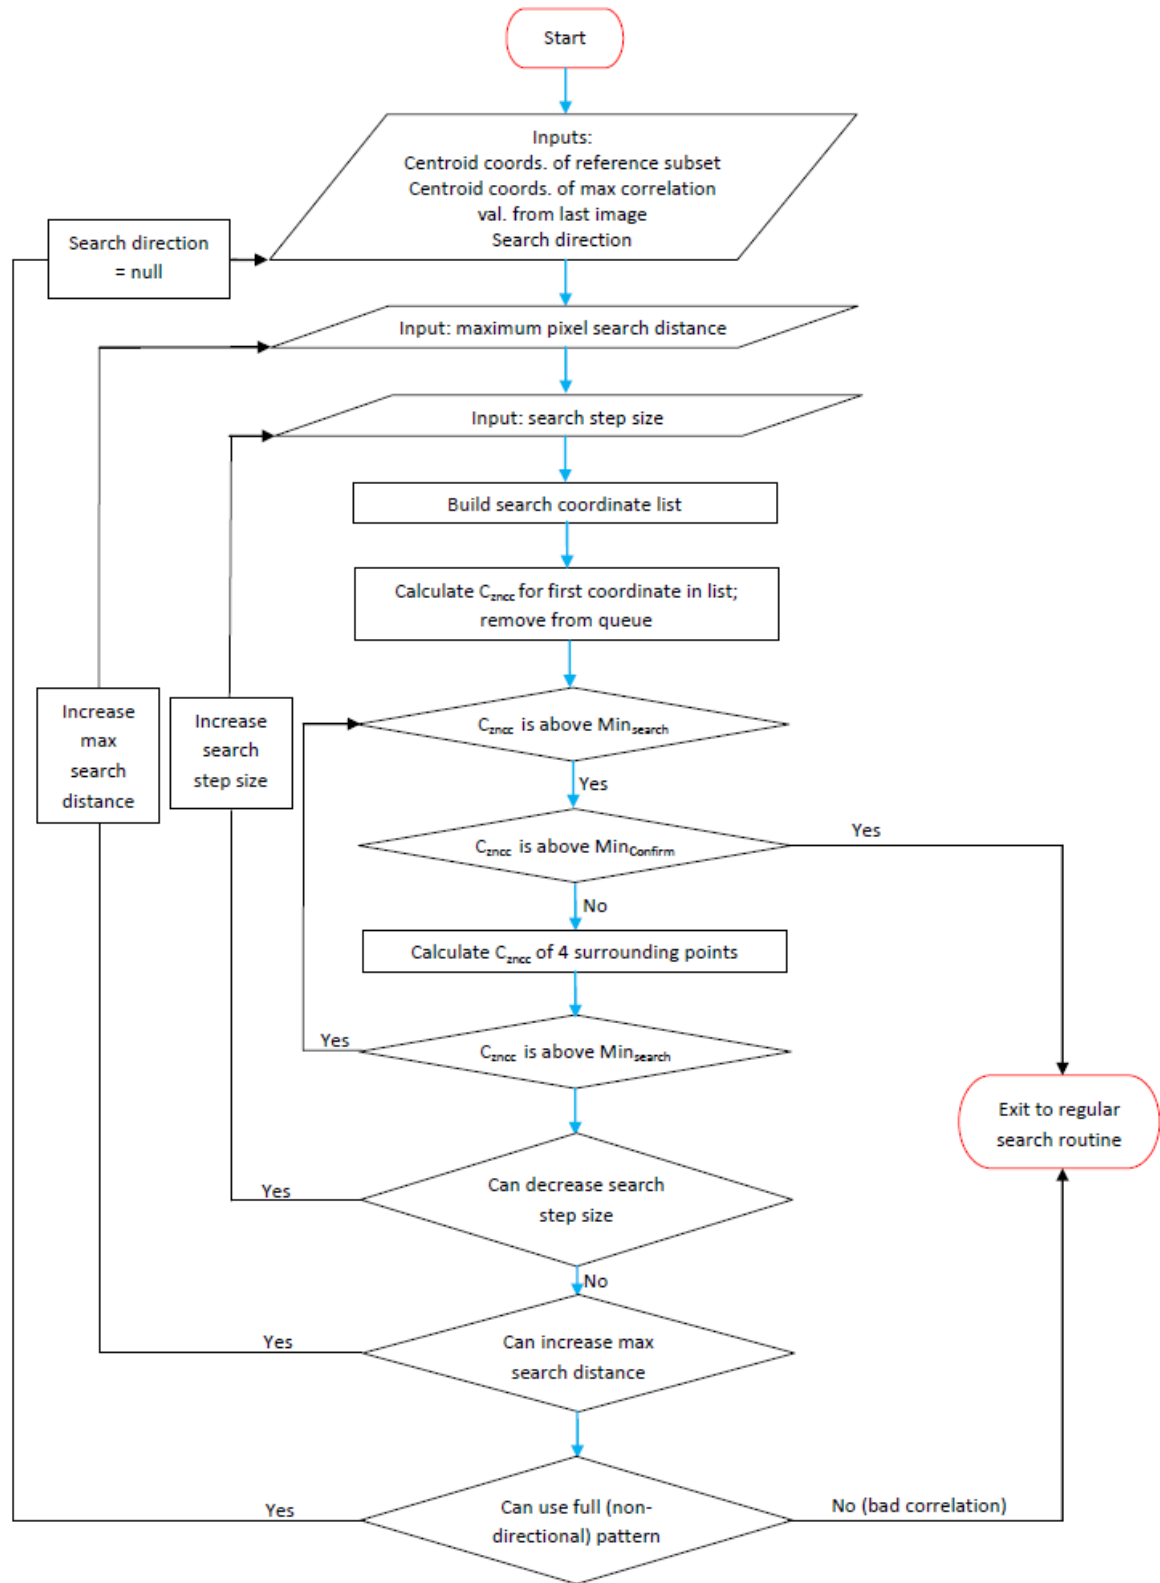 Start
Inputs:
Centroid coords. of reference subset
Centroid coords. of max correlation
val. from last image
Search direction
Search direction
= null
Input: maximum pixel search distance
Input: search step size
Build search coordinate list
Calculate Czncc for first coordinate in list;
remove from queue
Increase
max
search
distance
Increase
search
step size
Czncc is above Minsearch
Yes
Czncc is above MinConfirm
Yes
No
Calculate Czncc of 4 surrounding points
Yes
Czncc is above Minsearch
Exit to regular
search routine
Yes
Can decrease search
step size
No
Yes
Can increase max
search distance
Yes
Can use full (non-
directional) pattern
No (bad correlation)